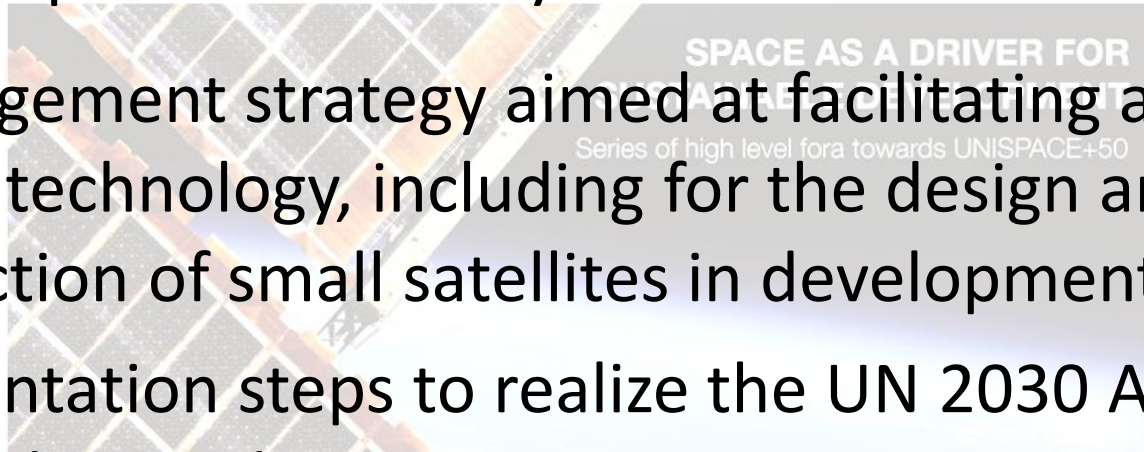 SPACE AS A DRIVER FOR
gement strategy aimed at facilitating a
Series of high level fora towards UNISPACE+50
technology, including for the design a
ction of small satellites in development
ntation steps to realize the UN 2030 A